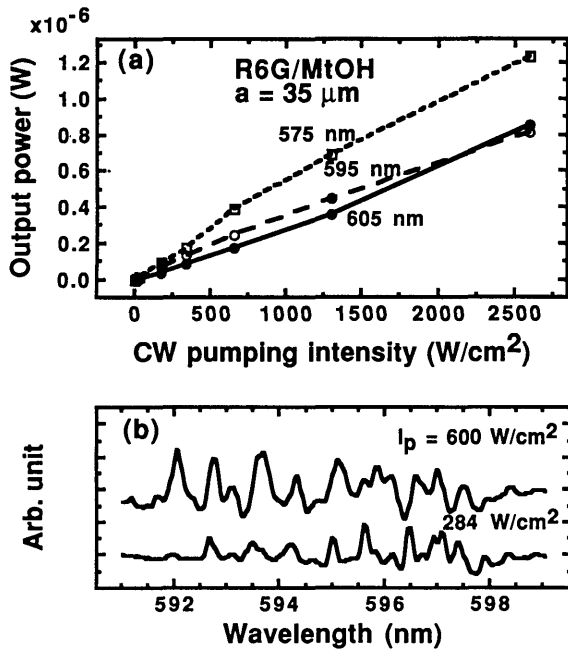 x10⁻⁶
(a)
R6G/MtOH
a = 35 μm
575 nm
595 nm
605 nm
Output power (W)
1.2
1.0
0.8
0.6
0.4
0.2
0.0
0 500 1000 1500 2000 2500
CW pumping intensity (W/cm²)
(b)
Iₚ = 600 W/cm²
284 W/cm²
Arb. unit
592 594 596 598
Wavelength (nm)